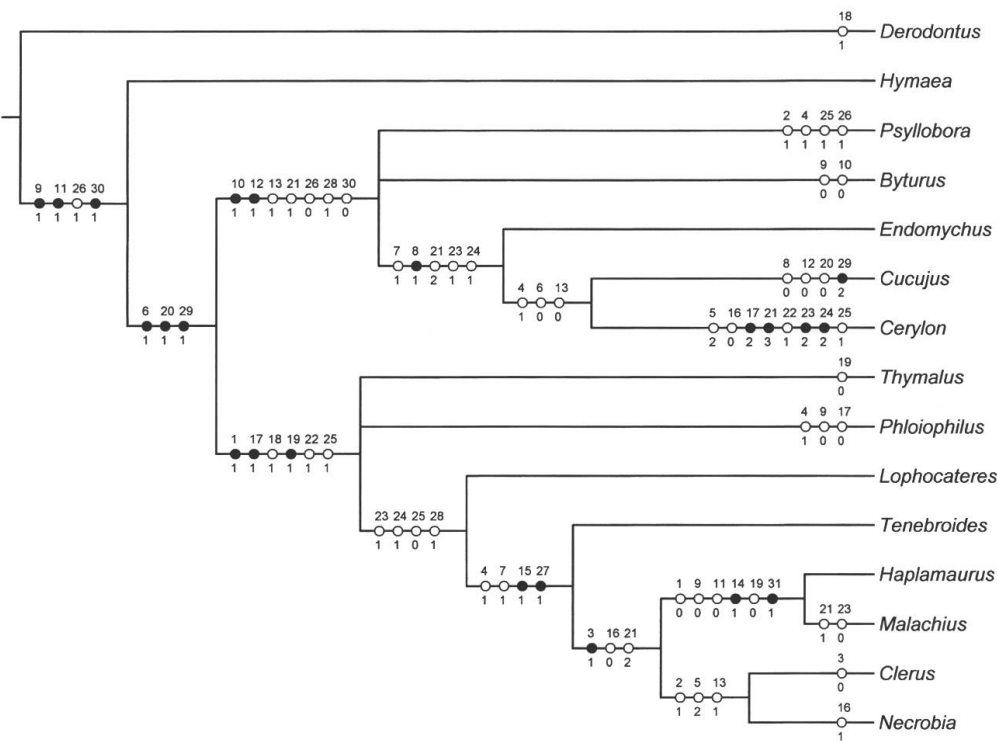 18
Derodontus
1
Hymaea
2 4 25 26
Psyllobora
1 1 1 1
9 11 26 30
1 1 1 1
10 12 13 21 26 28 30
1 1 1 1 0 1 0
9 10
Byturus
0 0
Endomychus
7 8 21 23 24
1 1 2 1 1
8 12 20 29
Cucujus
0 0 0 2
4 6 13
1 0 0
5 16 17 21 22 23 24 25
Cerylon
2 0 2 3 1 2 2 1
6 20 29
1 1 1
19
Thymalus
0
4 9 17
Phloiophilus
1 0 0
1 17 18 19 22 25
1 1 1 1 1 1
Lophocateres
23 24 25 28
1 1 0 1
Tenebroides
4 7 15 27
1 1 1 1
Haplamaurus
1 9 11 14 19 31
0 0 0 1 0 1
21 23
Malachius
1 0
3 16 21
1 0 2
3
Clerus
0
2 5 13
1 2 1
16
Necrobia
1